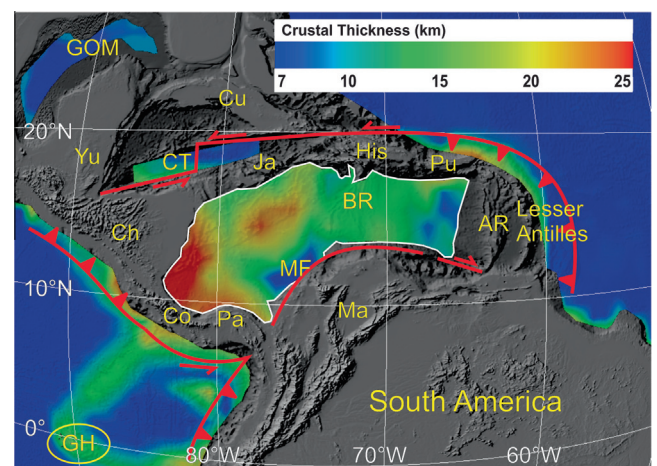 Crustal Thickness (km)
7 10 15 20 25
GOM
Cu
20°N
Yu
CT
Ja
His
Pu
BR
AR
Lesser
Antilles
Ch
MF
10°N
Co
Pa
Ma
South America
0°
GH
80°W
70°W
60°W